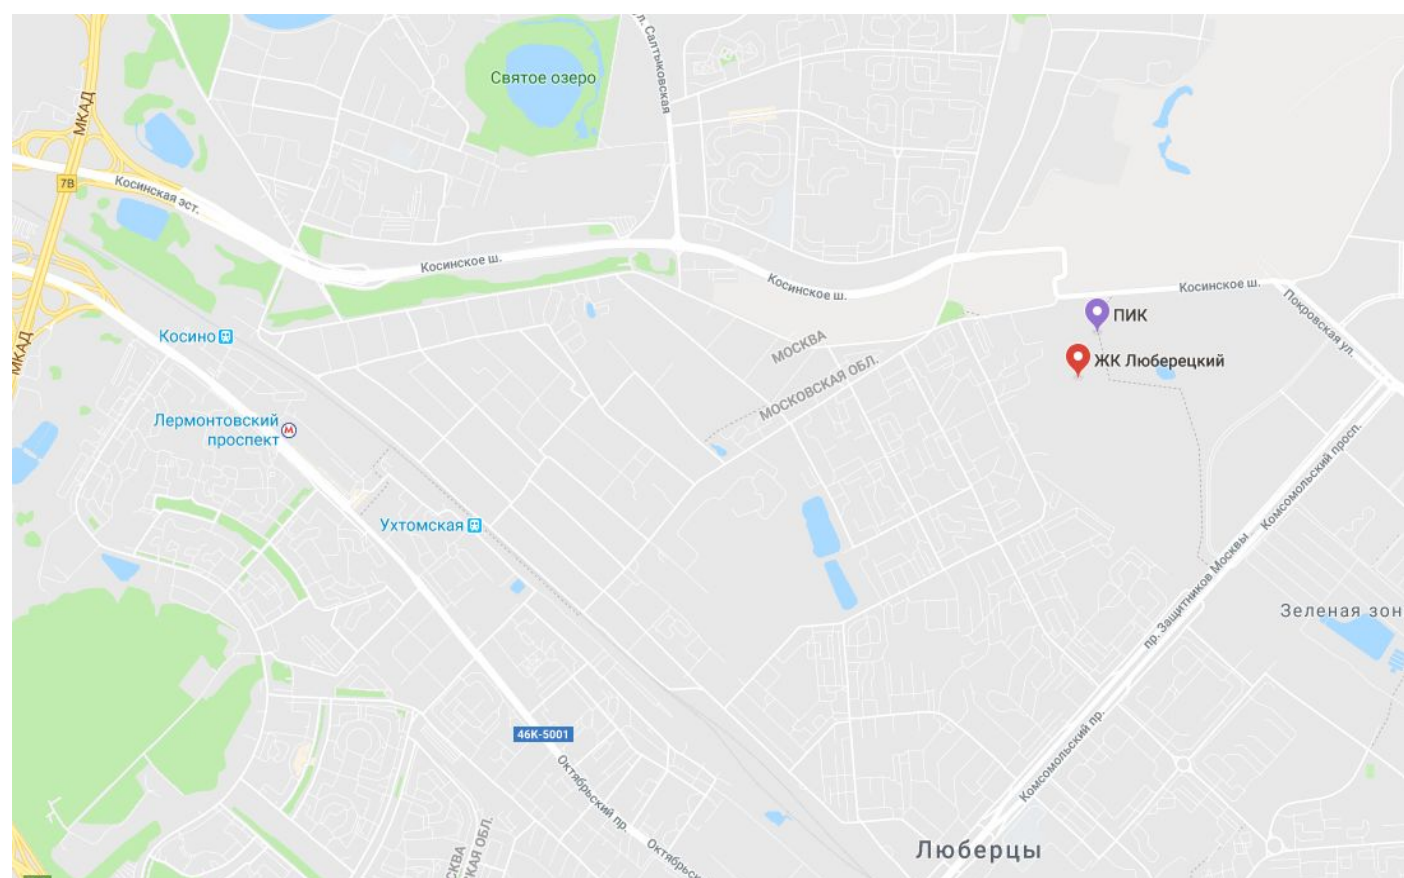 ул. Салтыковская
Святое озеро
МКАД
7В
Косинская эст.
Косинское ш.
Косинское ш.
Косинское ш.
Покровская ул.
ПИК
Косино
МКАД
МОСКВА
ЖК Люберецкий
МОСКОВСКАЯ ОБЛ.
Лермонтовский
проспект
М
Комсомольский просп.
Ухтомская
пр. Защитников Москвы
Зеленая зон
46К-5001
Комсомольский пр.
Октябрьский пр.
Люберцы
Октябрьс